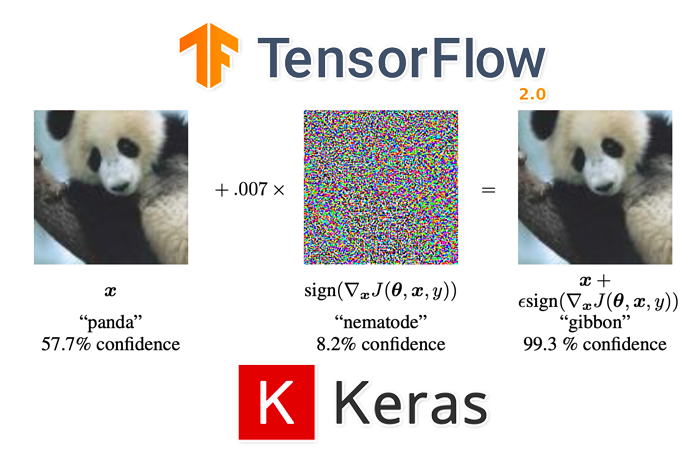 TensorFlow
2.0
+ .007 ×
=
x
sign(∇ₓJ(θ, x, y))
x +
ϵsign(∇ₓJ(θ, x, y))
“panda”
“nematode”
“gibbon”
57.7% confidence
8.2% confidence
99.3 % confidence
K Keras